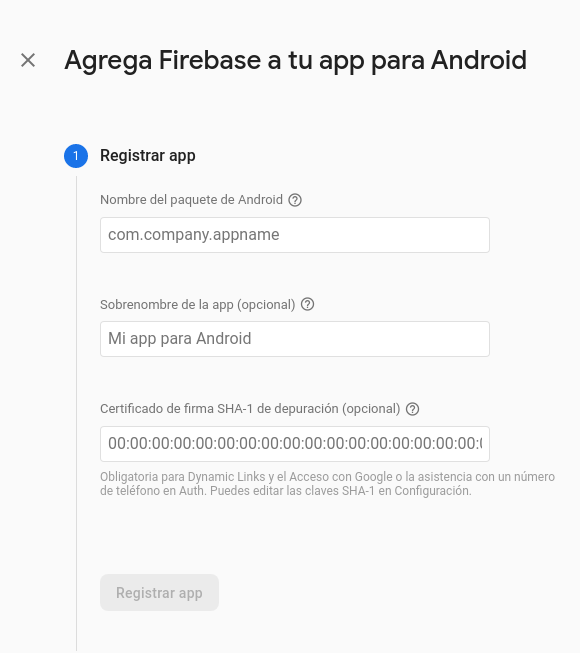 Agrega Firebase a tu app para Android
1 Registrar app
Nombre del paquete de Android
com.company.appname
Sobrenombre de la app (opcional)
Mi app para Android
Certificado de firma SHA-1 de depuración (opcional)
00:00:00:00:00:00:00:00:00:00:00:00:00:00:00:00:00:
Obligatoria para Dynamic Links y el Acceso con Google o la asistencia con un número
de teléfono en Auth. Puedes editar las claves SHA-1 en Configuración.
Registrar app